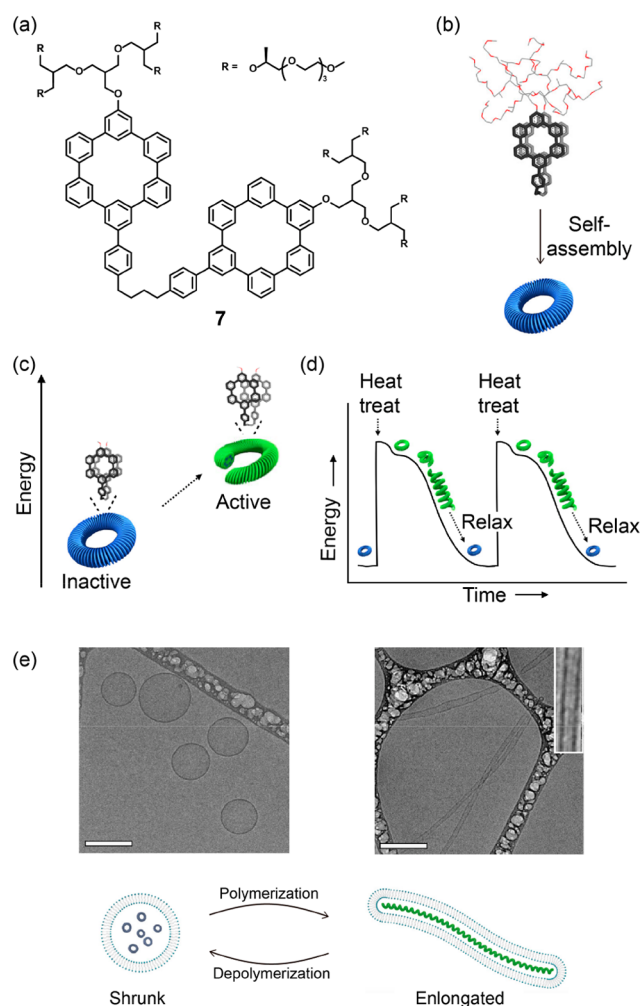 (a)
R
R
R
R
O
O
O
R =
O
O
3
O
R
R
R
R
O
O
O
7
(b)
Self-
assembly
(c)
Energy
Inactive
Active
(d)
Heat
treat
Heat
treat
Energy
Relax
Relax
Time
(e)
Polymerization
Depolymerization
Shrunk
Enlongated